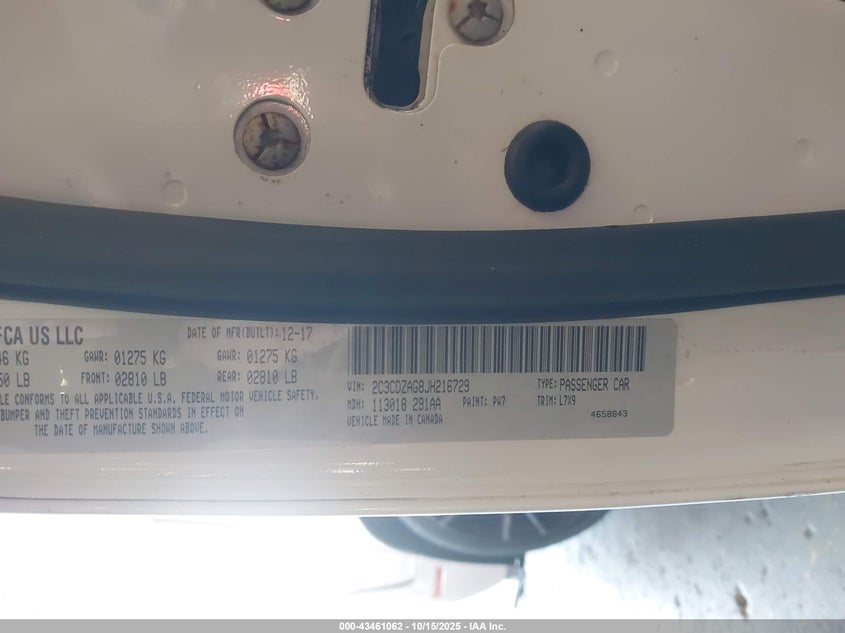 FCA US LLC
DATE OF MFR(BUILT): 12-17
KG GAWR: 01275 KG GAWR: 01275 KG
LB FRONT: 02810 LB REAR: 02810 LB
CONFORMS TO ALL APPLICABLE U.S.A. FEDERAL MOTOR VEHICLE SAFETY,
BUMPER AND THEFT PREVENTION STANDARDS IN EFFECT ON
THE DATE OF MANUFACTURE SHOWN ABOVE.
VIN: 2C3CDZAG8JH216729 TYPE: PASSENGER CAR
MDH: 113018 291AA PAINT: PW7 TRIM: L7X9
VEHICLE MADE IN CANADA 4658843
000-43461062 - 10/15/2025 - IAA Inc.